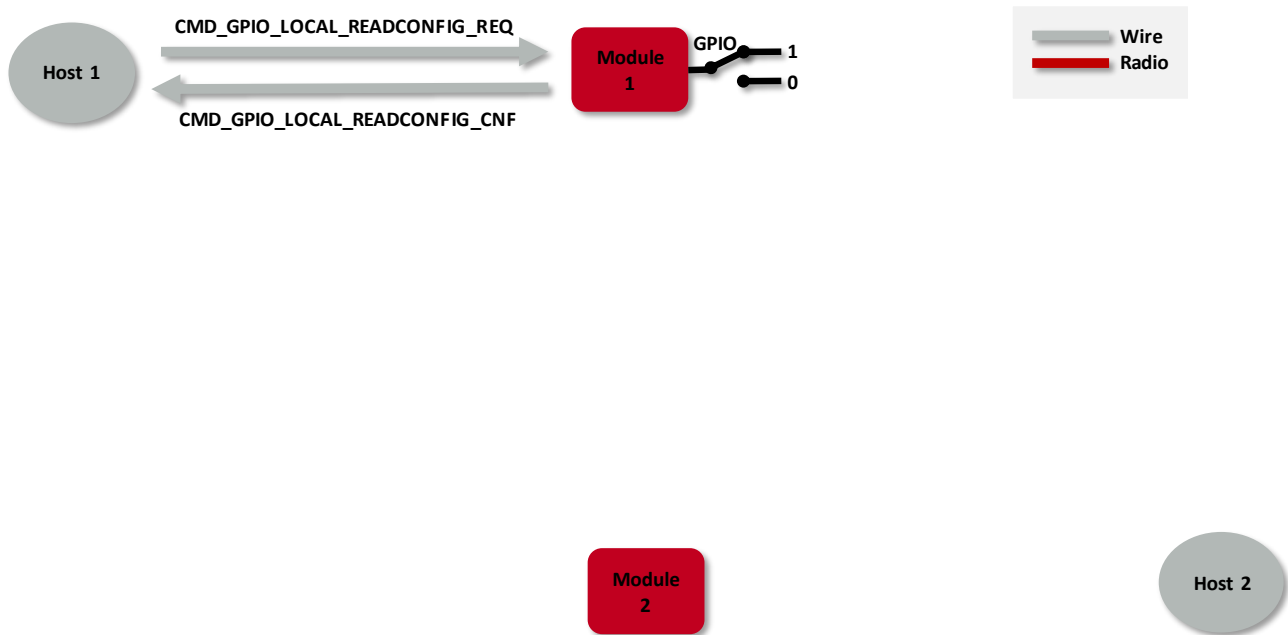 CMD_GPIO_LOCAL_READCONFIG_REQ
Host 1
Module
1
GPIO
1
0
CMD_GPIO_LOCAL_READCONFIG_CNF
Wire
Radio
Module
2
Host 2